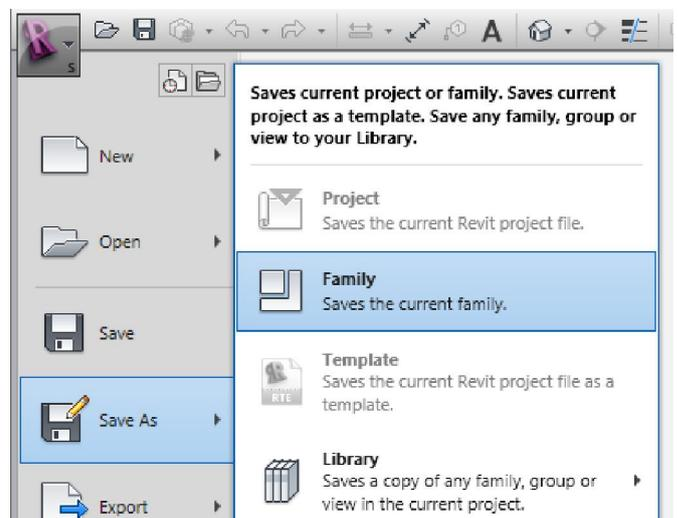 S
Saves current project or family. Saves current
project as a template. Save any family, group or
view to your Library.
New
Project
Saves the current Revit project file.
Open
Family
Saves the current family.
Save
Template
Saves the current Revit project file as a
template.
RTE
Save As
Library
Saves a copy of any family, group or
view in the current project.
Export